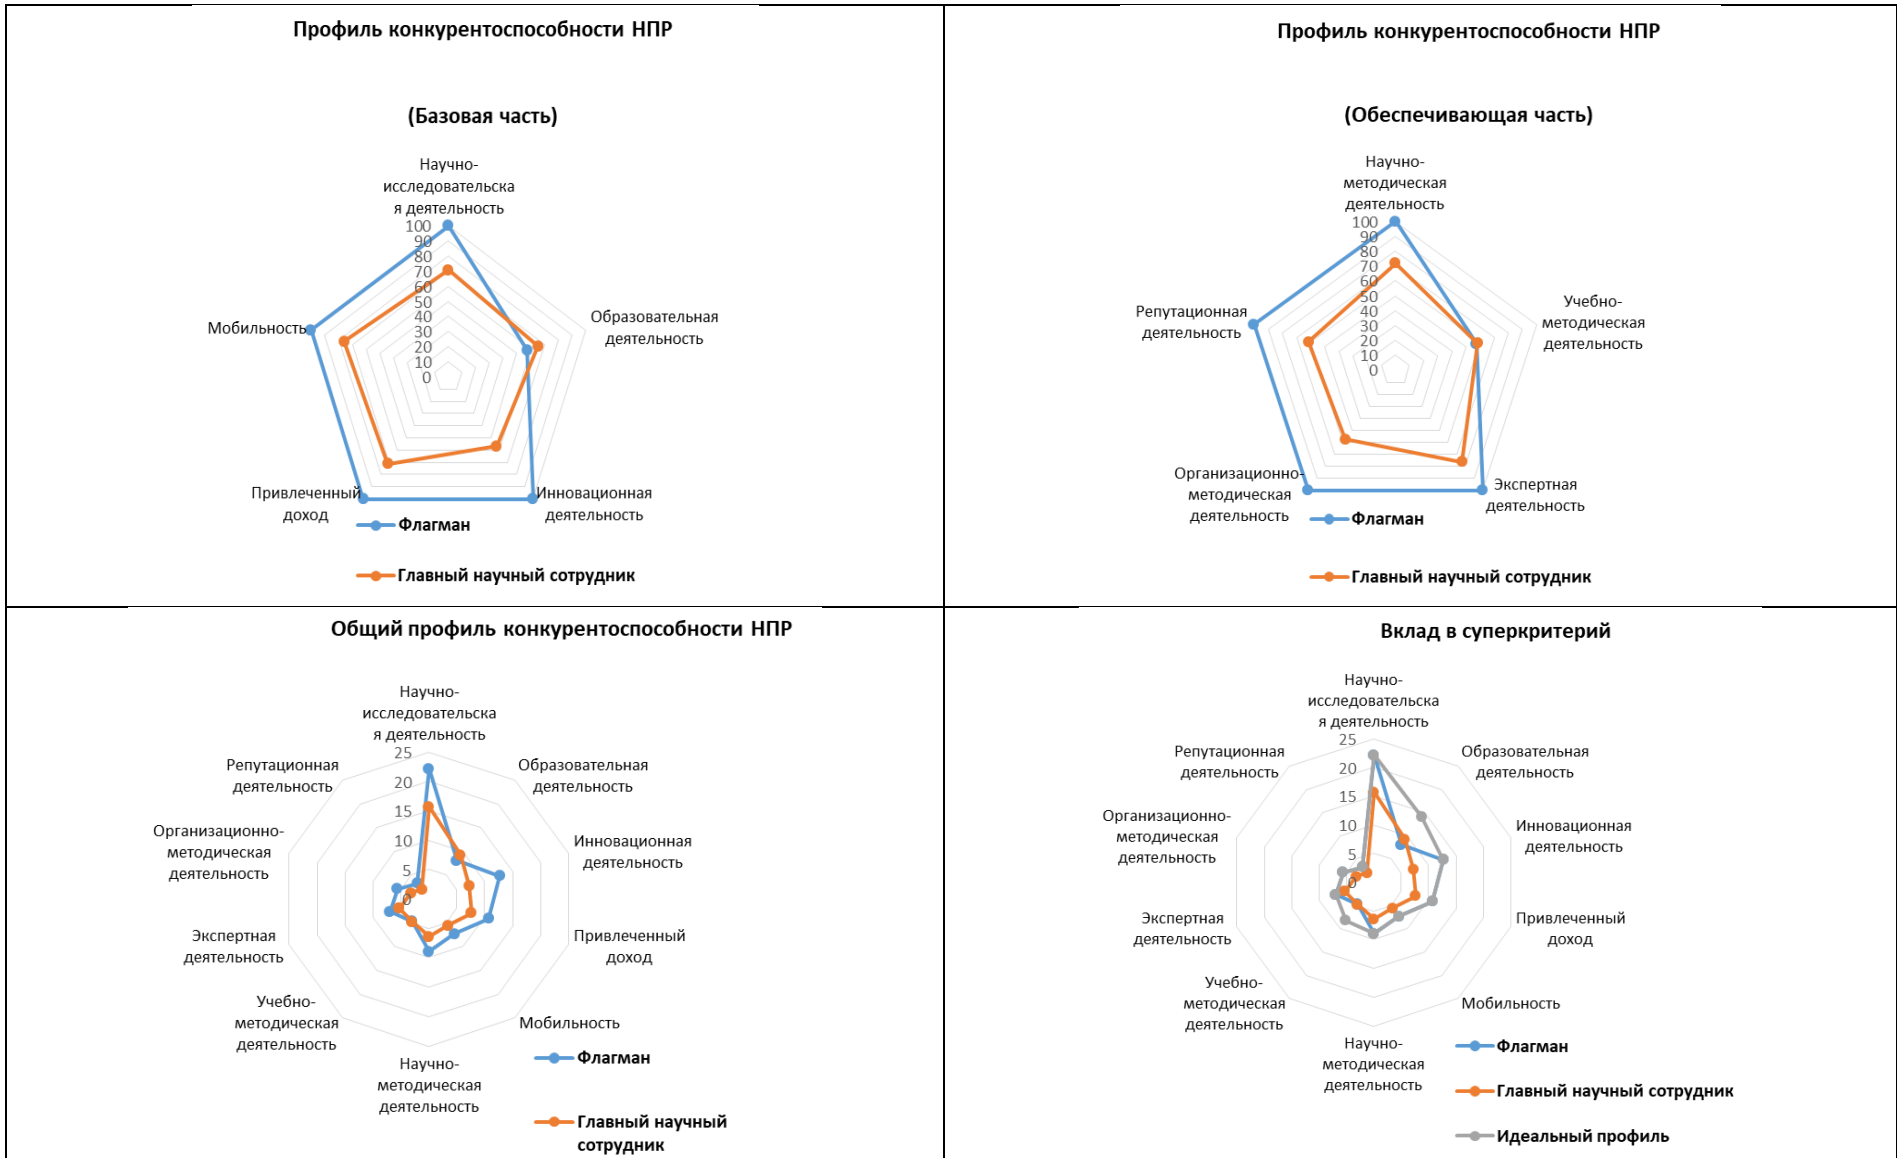 Профиль конкурентоспособности НПР
(Базовая часть)
Научно-
исследовательска
я деятельность
100
90
80
70
60
50
40
30
20
10
0
Образовательная
деятельность
Мобильность
Привлеченный
доход
Инновационная
деятельность
Флагман
Главный научный сотрудник
Профиль конкурентоспособности НПР
(Обеспечивающая часть)
Научно-
методическая
деятельность
100
90
80
70
60
50
40
30
20
10
0
Репутационная
деятельность
Учебно-
методическая
деятельность
Организационно-
методическая
деятельность
Экспертная
деятельность
Флагман
Главный научный сотрудник
Общий профиль конкурентоспособности НПР
Научно-
исследовательска
я деятельность
25
20
15
10
5
0
Образовательная
деятельность
Инновационная
деятельность
Привлеченный
доход
Мобильность
Научно-
методическая
деятельность
Учебно-
методическая
деятельность
Экспертная
деятельность
Организационно-
методическая
деятельность
Репутационная
деятельность
Флагман
Главный научный
сотрудник
Вклад в суперкритерий
Научно-
исследовательска
я деятельность
25
20
15
10
5
0
Образовательная
деятельность
Инновационная
деятельность
Привлеченный
доход
Мобильность
Научно-
методическая
деятельность
Учебно-
методическая
деятельность
Экспертная
деятельность
Организационно-
методическая
деятельность
Репутационная
деятельность
Флагман
Главный научный сотрудник
Идеальный профиль